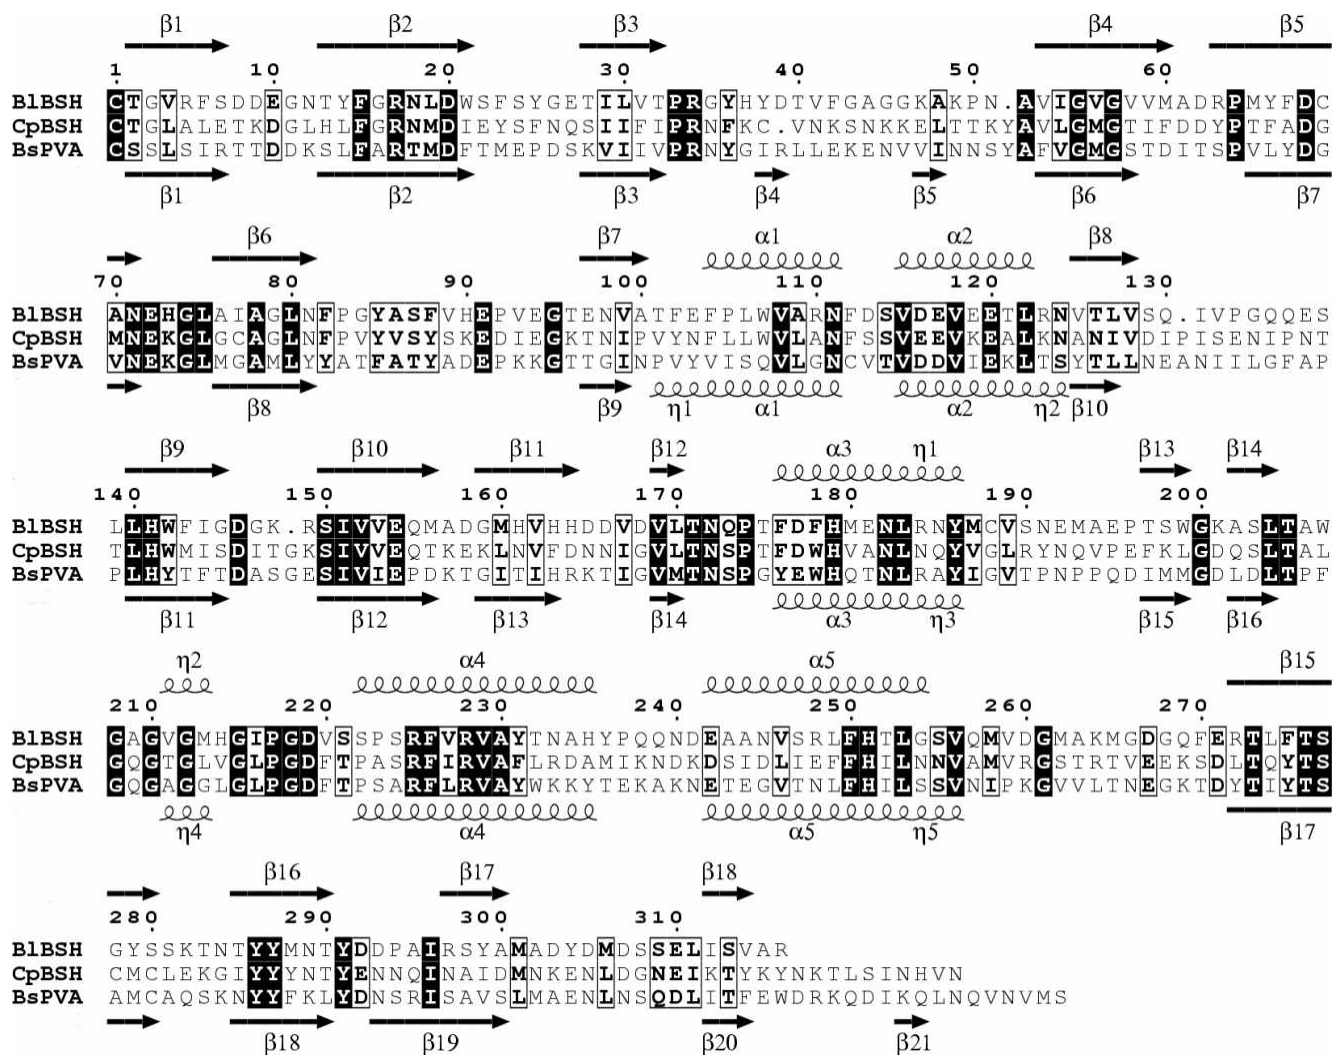 β1 β2 β3 β4 β5
1 10 20 30 40 50 60
BlBSH CTGVRFSDDEGNTYFGRNLDWSFSYGETILVTPRGYHYDTVFGAGGKAKPN.AVIGVGVVMADRPMYFDC
CpBSH CTGLALETKDGLHLFGRNMDIEYSFNQSIIFIPRNFKC.VNKSNKKELTTKYAVLGMGTIFDDYPTFADG
BsPVA CSSLSIRTTDDKSLFARTMDFTMEPDSKVIIVPRNYGIRLLEKENVVINNSYAFVGMGSTDITSPVLYDG
β1 β2 β3 β4 β5 β6 β7
β6 β7 α1 α2 β8
70 80 90 100 110 120 130
BlBSH ANEHGLAIAGLNFPGYASFVHEPVEGTENVATFEFPLWVARNFDSVDEVEETLRNVTLVSQ.IVPGQQES
CpBSH MNEKGLGCAGLNFPVYVSYSKEDIEGKTNIPVYNFLLWVLANFSSVEEVKEALKNANIVDIPISENIPNT
BsPVA VNEKGLMGAMLYYATFATYADEPKKGTTGINPVYVISQVLGNCVTVDDVIEKLTSYTLLNEANIILGFAP
β8 β9 η1 α1 α2 η2 β10
β9 β10 β11 β12 α3 η1 β13 β14
140 150 160 170 180 190 200
BlBSH LLHWFIGDGK.RSIVVEQMADGMHVHHDDVDVLTNQPTFDFHMENLRNYMCVSNEMAEPTSWGKASLTAW
CpBSH TLHWMISDITGKSIVVEQTKEKLNVFDNNIGVLTNSPTFDWHVANLNQYVGLRYNQVPEFKLGDQSLTAL
BsPVA PLHYTFTDASGESIVIEPDKTGITIHRKTIGVMTNSPGYEWHQTNLRAYIGVTPNPPQDIMMGDLDLTPF
β11 β12 β13 β14 α3 η3 β15 β16
η2 α4 α5 β15
210 220 230 240 250 260 270
BlBSH GAGVGMHGIPGDVSSPSRFVRVAYTNAHYPQQNDEAANVSRLFHTLGSVQMVDGMAKMGDGQFERTLFTS
CpBSH GQGTGLVGLPGDFTPASRFIRVAFLRDAMIKNDKDSIDLIEFFHILNNVAMVRGSTRTVEEKSDLTQYTS
BsPVA GQGAGGLGLPGDFTPSARFLRVAYWKKYTEKAKNETEGVTNLFHILSSVNIPKGVVLTNEGKTDYTIYTS
η4 α4 α5 η5 β17
β16 β17 β18
280 290 300 310
BlBSH GYSSKTNTYYMNTYDDPAIRSYAMADYDMDSSELISVAR
CpBSH CMCLEKGIYYYNTYENNQINAIDMNKENLDGNEIKTYKYNKTLSINHVN
BsPVA AMCAQSKNYYFKLYDNSRISAVSLMAENLNSQDLITFEWDRKQDIKQLNQVNVMS
β18 β19 β20 β21